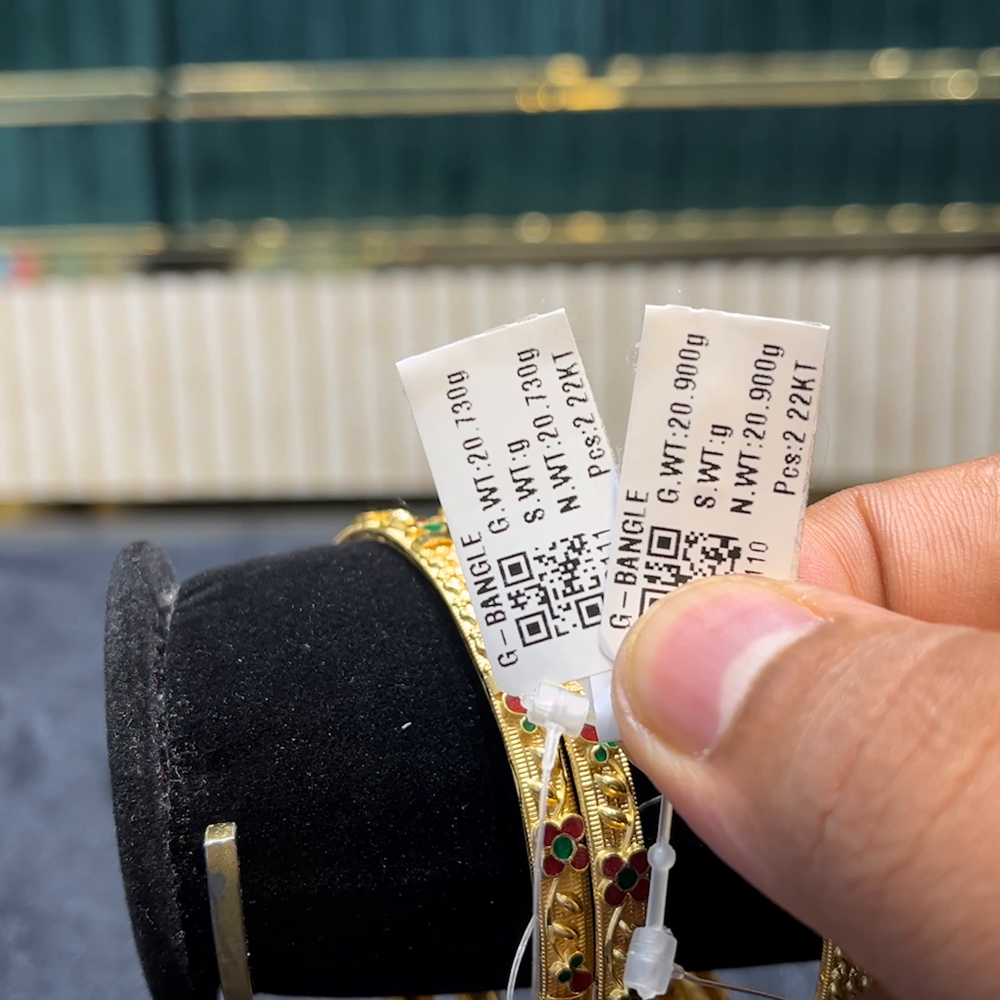 G-BANGLE
G.WT:20.730g
S.WT:g
N.WT:20.730g
Pcs:2 22KT
G-BANGLE
G.WT:20.900g
S.WT:g
N.WT:20.900g
Pcs:2 22KT